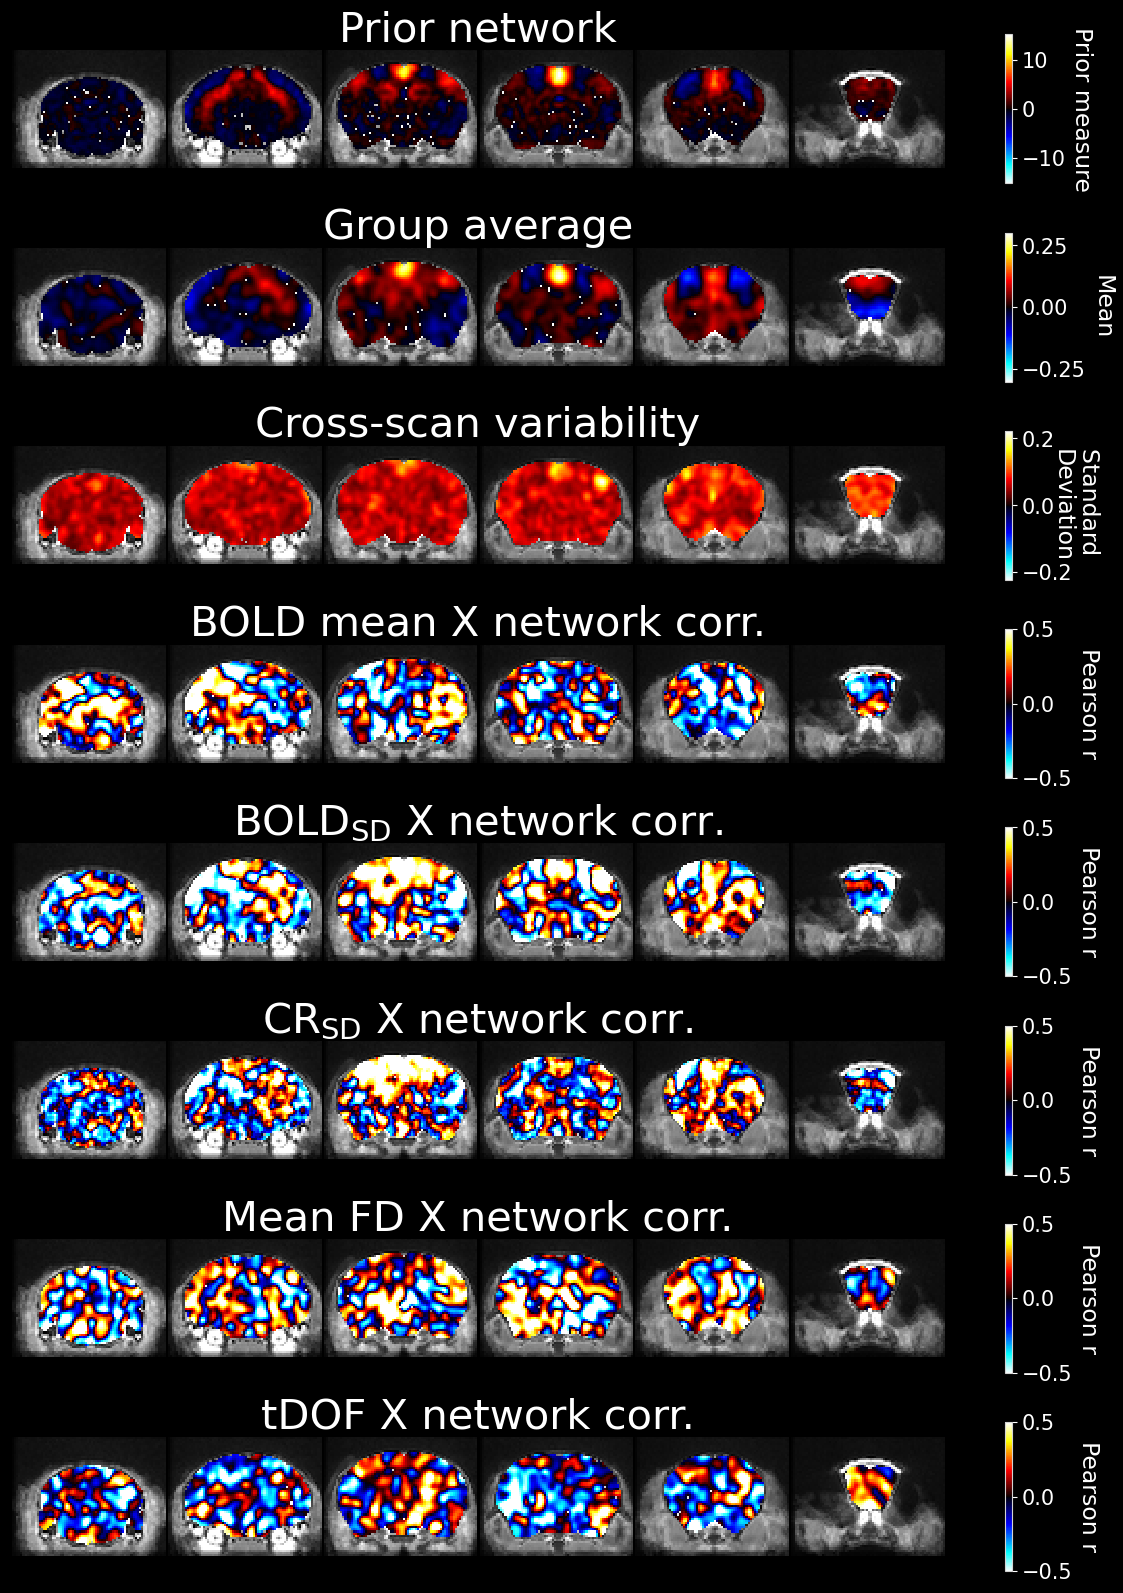 Prior network
10
0
−10
Prior measure
Group average
0.25
0.00
−0.25
Mean
Cross-scan variability
0.2
0.0
−0.2
Standard
Deviation
BOLD mean X network corr.
0.5
0.0
−0.5
Pearson r
BOLD_SD X network corr.
0.5
0.0
−0.5
Pearson r
CR_SD X network corr.
0.5
0.0
−0.5
Pearson r
Mean FD X network corr.
0.5
0.0
−0.5
Pearson r
tDOF X network corr.
0.5
0.0
−0.5
Pearson r